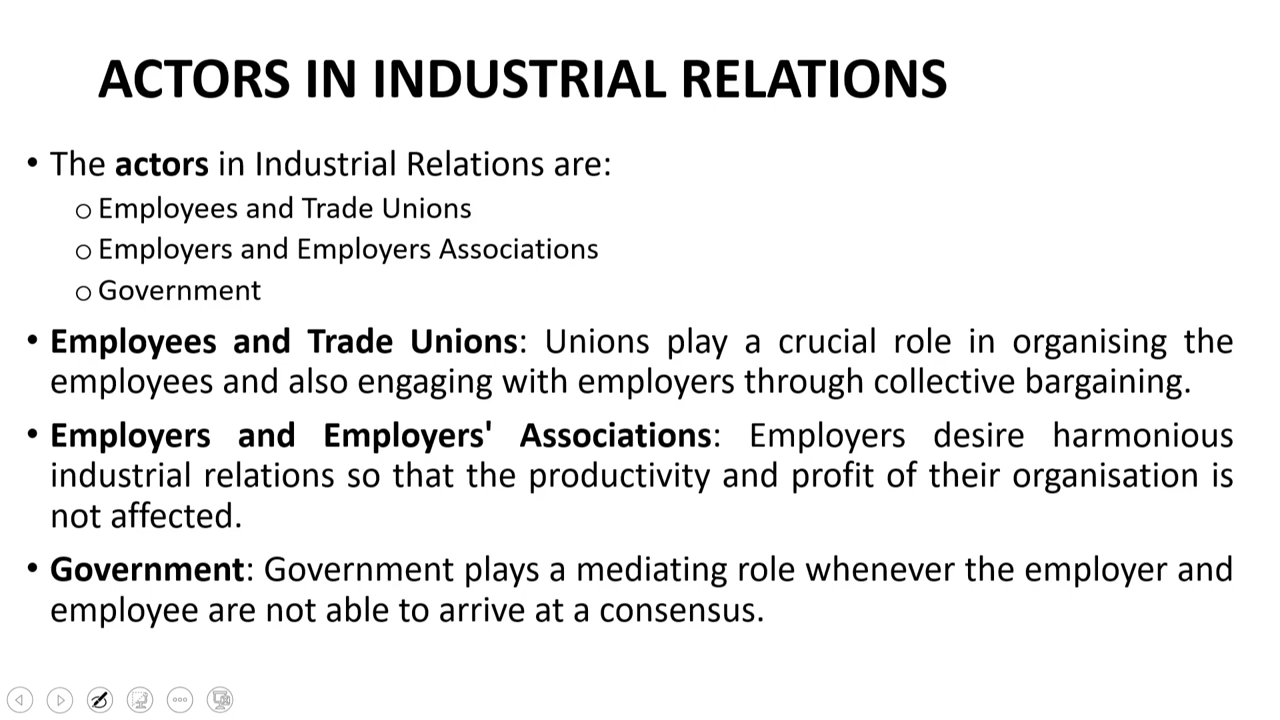 ACTORS IN INDUSTRIAL RELATIONS
• The actors in Industrial Relations are:
o Employees and Trade Unions
o Employers and Employers Associations
o Government
• Employees and Trade Unions: Unions play a crucial role in organising the
employees and also engaging with employers through collective bargaining.
• Employers and Employers' Associations: Employers desire harmonious
industrial relations so that the productivity and profit of their organisation is
not affected.
• Government: Government plays a mediating role whenever the employer and
employee are not able to arrive at a consensus.